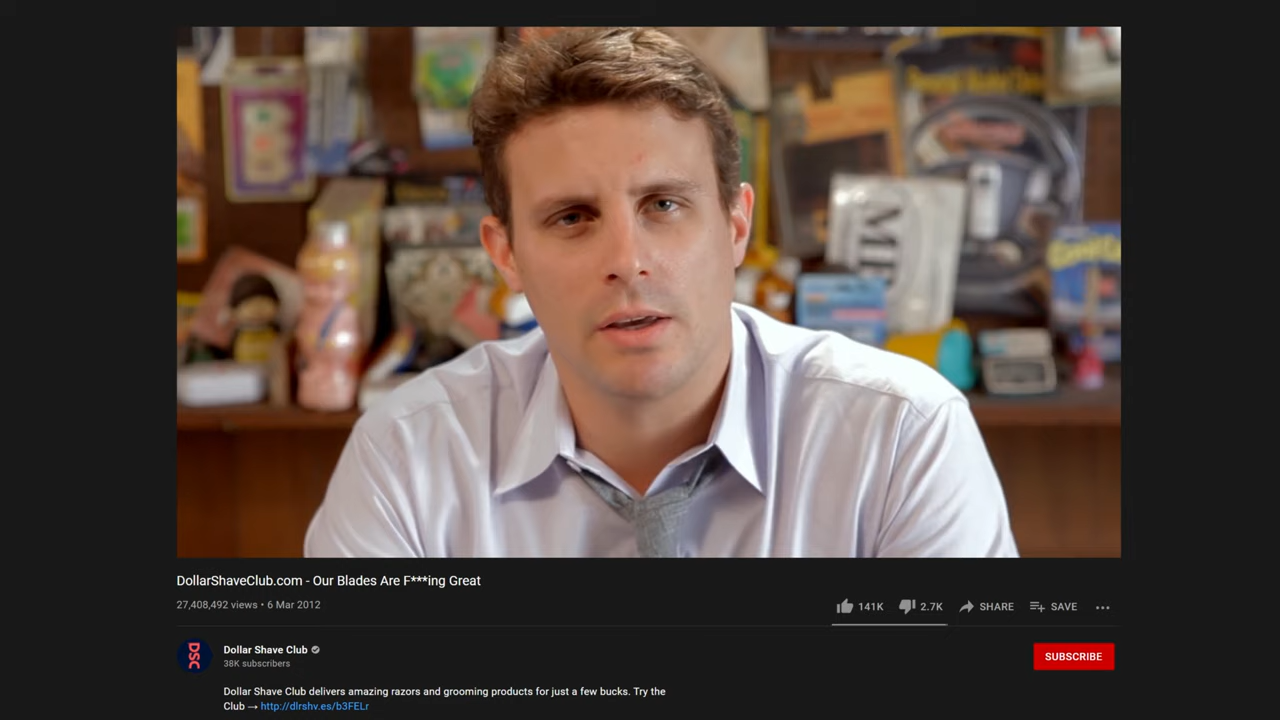 DollarShaveClub.com - Our Blades Are F***ing Great
27,408,492 views • 6 Mar 2012
141K 2.7K SHARE SAVE
DSC
Dollar Shave Club
38K subscribers
SUBSCRIBE
Dollar Shave Club delivers amazing razors and grooming products for just a few bucks. Try the
Club → http://dlrshv.es/b3FELr